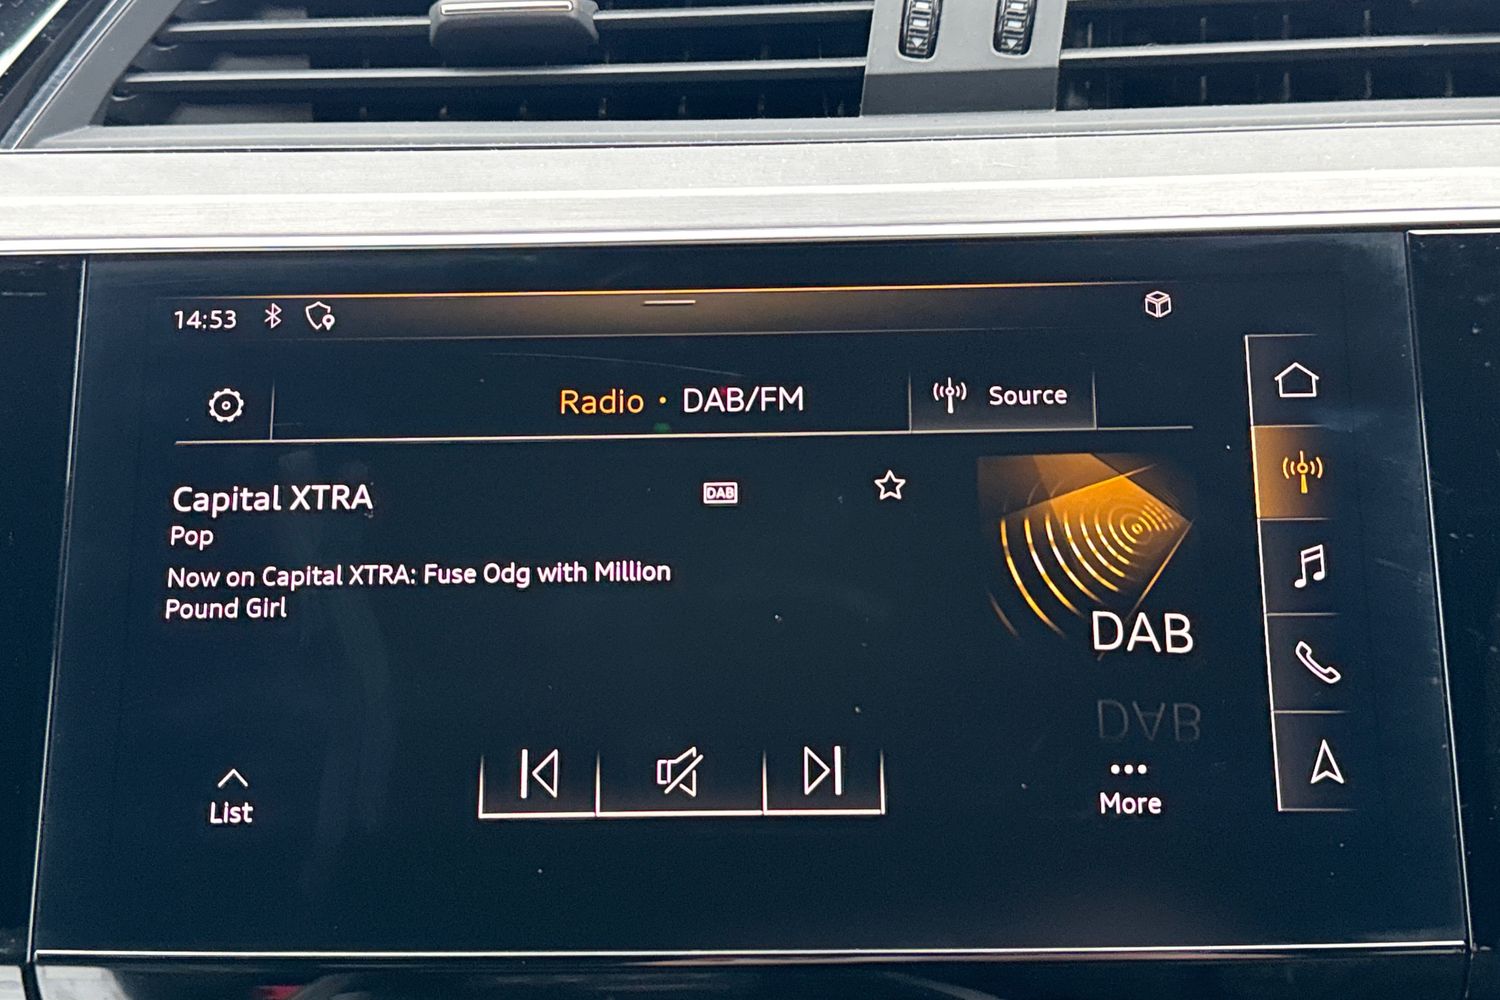 14:53
Radio • DAB/FM
Source
Capital XTRA
DAB
Pop
Now on Capital XTRA: Fuse Odg with Million
Pound Girl
DAB
List
More